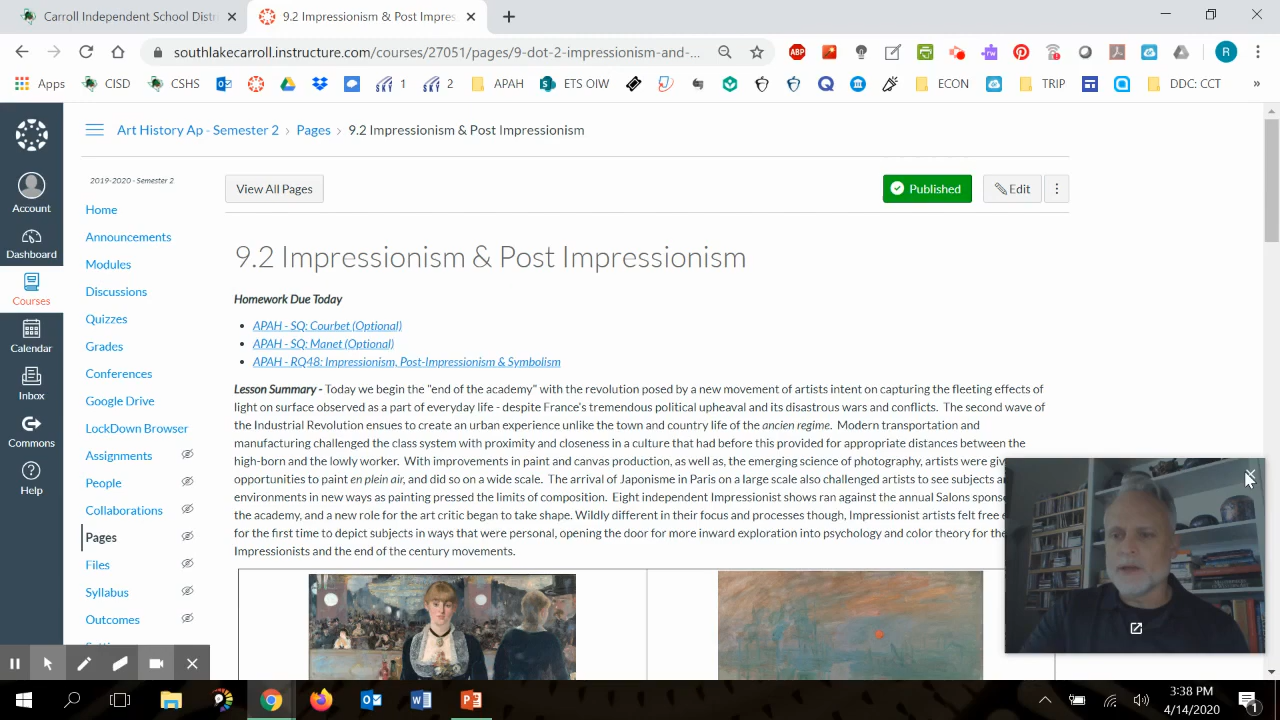 Carroll Independent School Distri
9.2 Impressionism & Post Impres
southlakecarroll.instructure.com/courses/27051/pages/9-dot-2-impressionism-and-...
ABP
R
Apps CISD CSHS 1 2 APAH ETS OIW ECON TRIP DDC: CCT »
Art History Ap - Semester 2 › Pages › 9.2 Impressionism & Post Impressionism
2019-2020 - Semester 2
View All Pages
Published
Edit
Account
Dashboard
Courses
Calendar
Inbox
Commons
Help
Home
Announcements
Modules
Discussions
Quizzes
Grades
Conferences
Google Drive
LockDown Browser
Assignments
People
Collaborations
Pages
Files
Syllabus
Outcomes
9.2 Impressionism & Post Impressionism
Homework Due Today
• APAH - SQ: Courbet (Optional)
• APAH - SQ: Manet (Optional)
• APAH - RQ48: Impressionism, Post-Impressionism & Symbolism
Lesson Summary - Today we begin the "end of the academy" with the revolution posed by a new movement of artists intent on capturing the fleeting effects of
light on surface observed as a part of everyday life - despite France's tremendous political upheaval and its disastrous wars and conflicts. The second wave of
the Industrial Revolution ensues to create an urban experience unlike the town and country life of the ancien regime. Modern transportation and
manufacturing challenged the class system with proximity and closeness in a culture that had before this provided for appropriate distances between the
high-born and the lowly worker. With improvements in paint and canvas production, as well as, the emerging science of photography, artists were giv
opportunities to paint en plein air, and did so on a wide scale. The arrival of Japonisme in Paris on a large scale also challenged artists to see subjects a
environments in new ways as painting pressed the limits of composition. Eight independent Impressionist shows ran against the annual Salons spons
the academy, and a new role for the art critic began to take shape. Wildly different in their focus and processes though, Impressionist artists felt free
for the first time to depict subjects in ways that were personal, opening the door for more inward exploration into psychology and color theory for the
Impressionists and the end of the century movements.
3:38 PM
4/14/2020
1